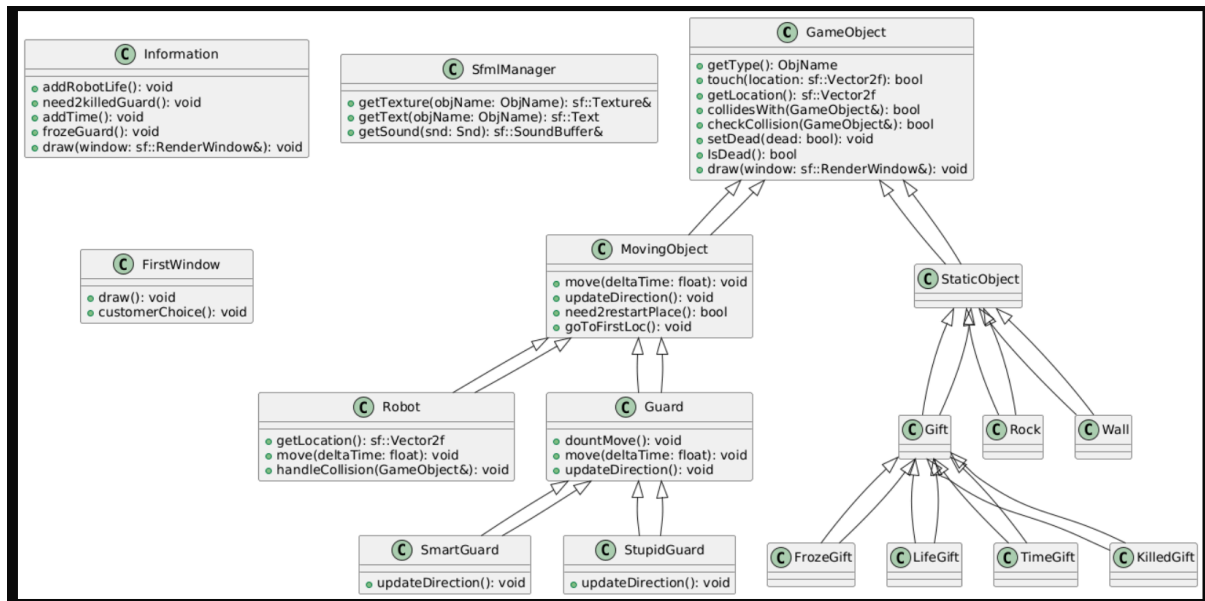 C Information
addRobotLife(): void
need2killedGuard(): void
addTime(): void
frozeGuard(): void
draw(window: sf::RenderWindow&): void
C SfmlManager
getTexture(objName: ObjName): sf::Texture&
getText(objName: ObjName): sf::Text
getSound(snd: Snd): sf::SoundBuffer&
C GameObject
getType(): ObjName
touch(location: sf::Vector2f): bool
getLocation(): sf::Vector2f
collidesWith(GameObject&): bool
checkCollision(GameObject&): bool
setDead(dead: bool): void
IsDead(): bool
draw(window: sf::RenderWindow&): void
C FirstWindow
draw(): void
customerChoice(): void
C MovingObject
move(deltaTime: float): void
updateDirection(): void
need2restartPlace(): bool
goToFirstLoc(): void
C StaticObject
C Robot
getLocation(): sf::Vector2f
move(deltaTime: float): void
handleCollision(GameObject&): void
C Guard
dountMove(): void
move(deltaTime: float): void
updateDirection(): void
C Gift
C Rock
C Wall
C SmartGuard
updateDirection(): void
C StupidGuard
updateDirection(): void
C FrozeGift
C LifeGift
C TimeGift
C KilledGift